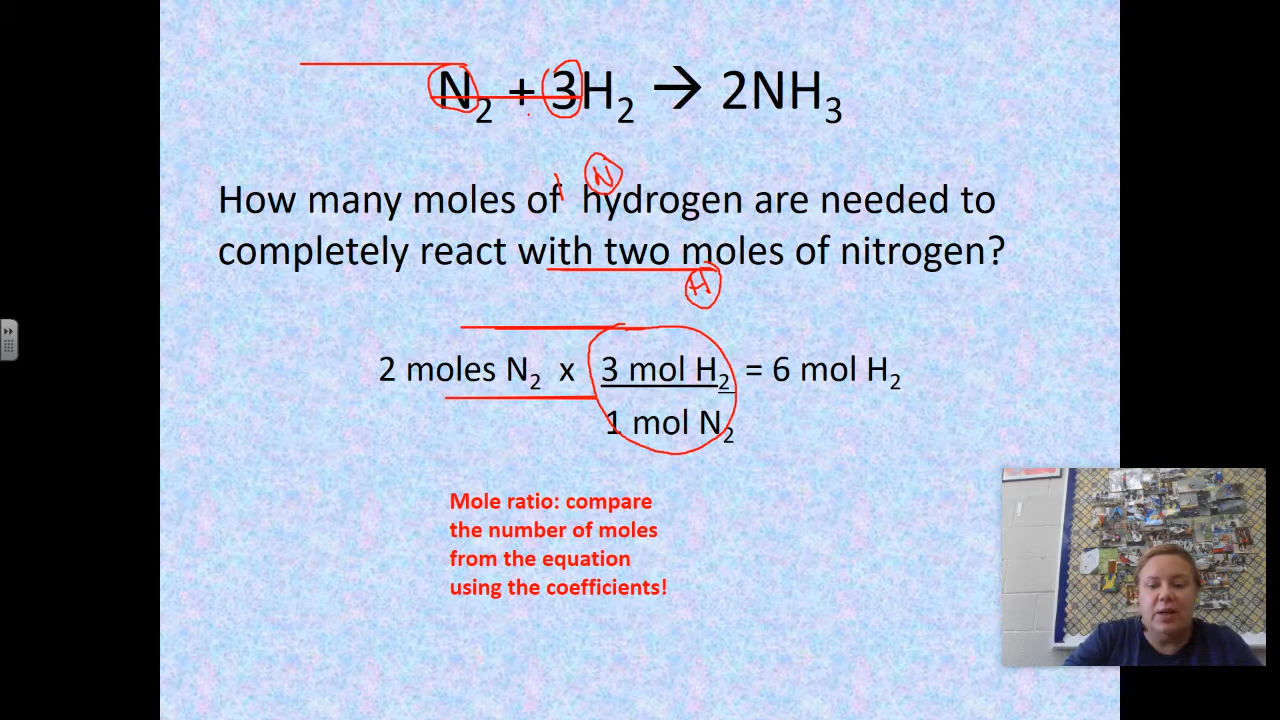 N₂ + 3H₂ → 2NH₃
1 N
How many moles of hydrogen are needed to
completely react with two moles of nitrogen?
H
2 moles N₂ x 3 mol H₂ = 6 mol H₂
1 mol N₂
Mole ratio: compare
the number of moles
from the equation
using the coefficients!